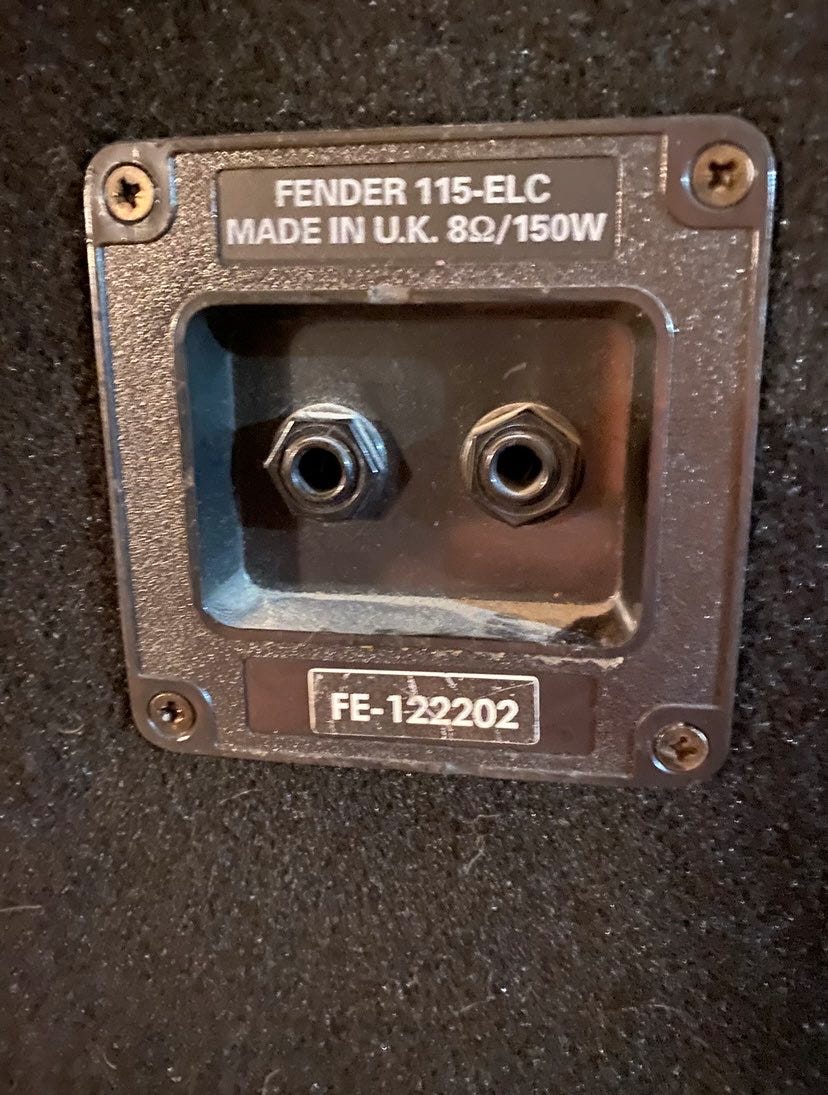 FENDER 115-ELC
MADE IN U.K. 8Ω/150W
FE-122202